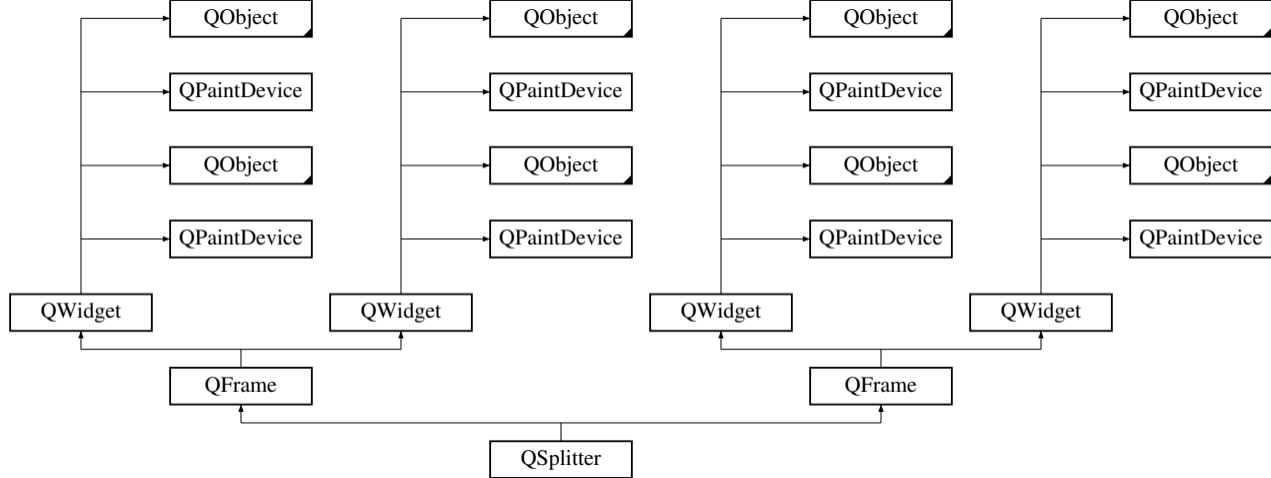 QObject QObject QObject QObject
QPaintDevice QPaintDevice QPaintDevice QPaintDevice
QObject QObject QObject QObject
QPaintDevice QPaintDevice QPaintDevice QPaintDevice
QWidget QWidget QWidget QWidget
QFrame QFrame
QSplitter